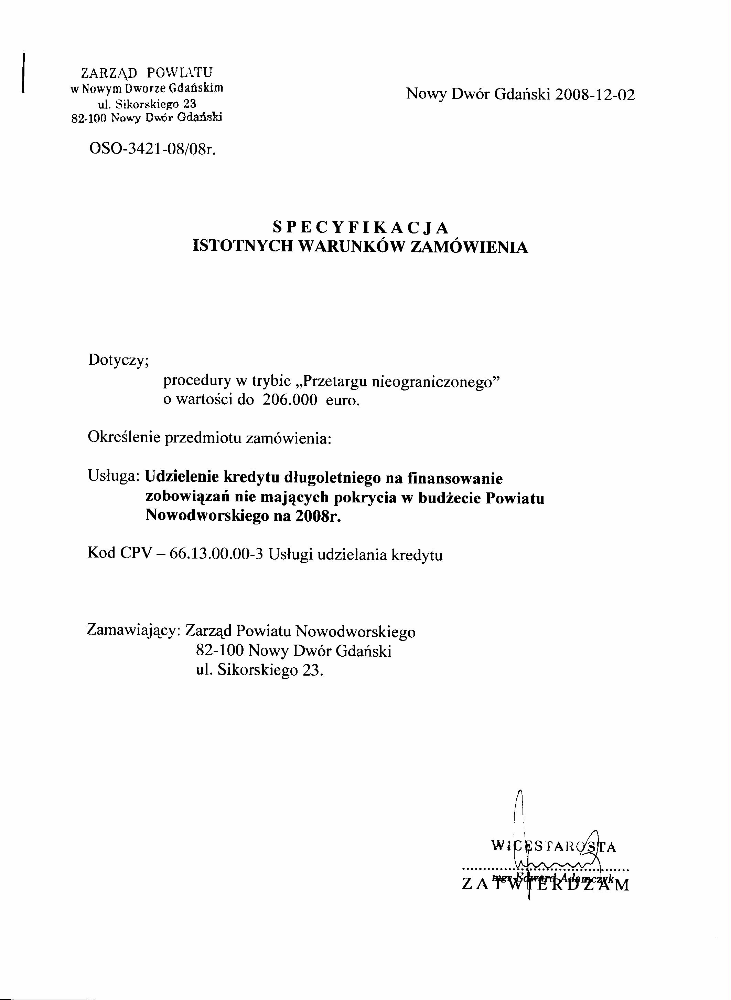 ZARZĄD POWIATU
w Nowym Dworze Gdańskim
ul. Sikorskiego 23
82-100 Nowy Dwór Gdański
Nowy Dwór Gdański 2008-12-02
OSO-3421-08/08r.
S P E C Y F I K A C J A
ISTOTNYCH WARUNKÓW ZAMÓWIENIA
Dotyczy;
procedury w trybie „Przetargu nieograniczonego”
o wartości do 206.000 euro.
Określenie przedmiotu zamówienia:
Usługa: Udzielenie kredytu długoletniego na finansowanie
zobowiązań nie mających pokrycia w budżecie Powiatu
Nowodworskiego na 2008r.
Kod CPV – 66.13.00.00-3 Usługi udzielania kredytu
Zamawiający: Zarząd Powiatu Nowodworskiego
82-100 Nowy Dwór Gdański
ul. Sikorskiego 23.
WICESTAROSTA
mgr Edward Adamczyk
Z A T W I E R D Z A M